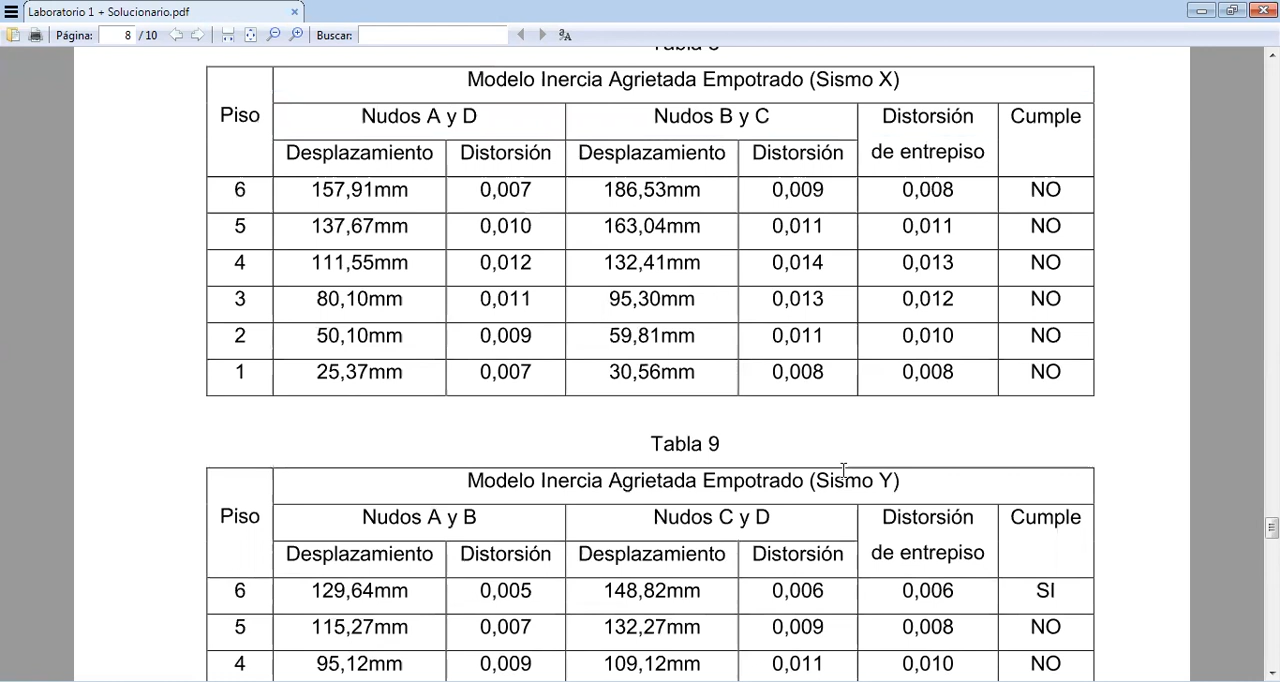 Laboratorio 1 + Solucionario.pdf
Página: 8 / 10 Buscar:
Modelo Inercia Agrietada Empotrado (Sismo X)
Piso Nudos A y D Nudos B y C Distorsión de entrepiso Cumple
Desplazamiento Distorsión Desplazamiento Distorsión
6 157,91mm 0,007 186,53mm 0,009 0,008 NO
5 137,67mm 0,010 163,04mm 0,011 0,011 NO
4 111,55mm 0,012 132,41mm 0,014 0,013 NO
3 80,10mm 0,011 95,30mm 0,013 0,012 NO
2 50,10mm 0,009 59,81mm 0,011 0,010 NO
1 25,37mm 0,007 30,56mm 0,008 0,008 NO
Tabla 9
Modelo Inercia Agrietada Empotrado (Sismo Y)
Piso Nudos A y B Nudos C y D Distorsión de entrepiso Cumple
Desplazamiento Distorsión Desplazamiento Distorsión
6 129,64mm 0,005 148,82mm 0,006 0,006 SI
5 115,27mm 0,007 132,27mm 0,009 0,008 NO
4 95,12mm 0,009 109,12mm 0,011 0,010 NO